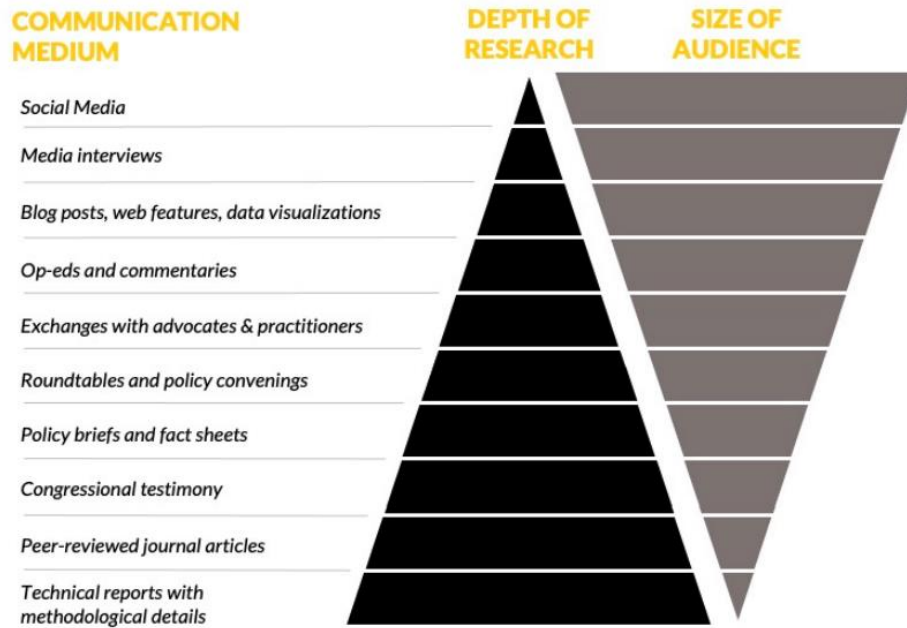 COMMUNICATION
MEDIUM
DEPTH OF
RESEARCH
SIZE OF
AUDIENCE
Social Media
Media interviews
Blog posts, web features, data visualizations
Op-eds and commentaries
Exchanges with advocates & practitioners
Roundtables and policy convenings
Policy briefs and fact sheets
Congressional testimony
Peer-reviewed journal articles
Technical reports with
methodological details